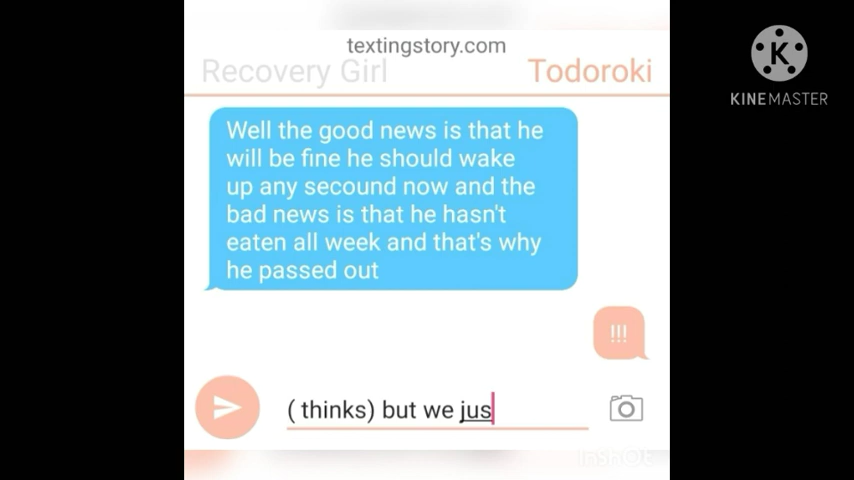 textingstory.com
Recovery Girl Todoroki
K
KINEMASTER
Well the good news is that he
will be fine he should wake
up any secound now and the
bad news is that he hasn't
eaten all week and that's why
he passed out
!!!
( thinks) but we jus
InShOt